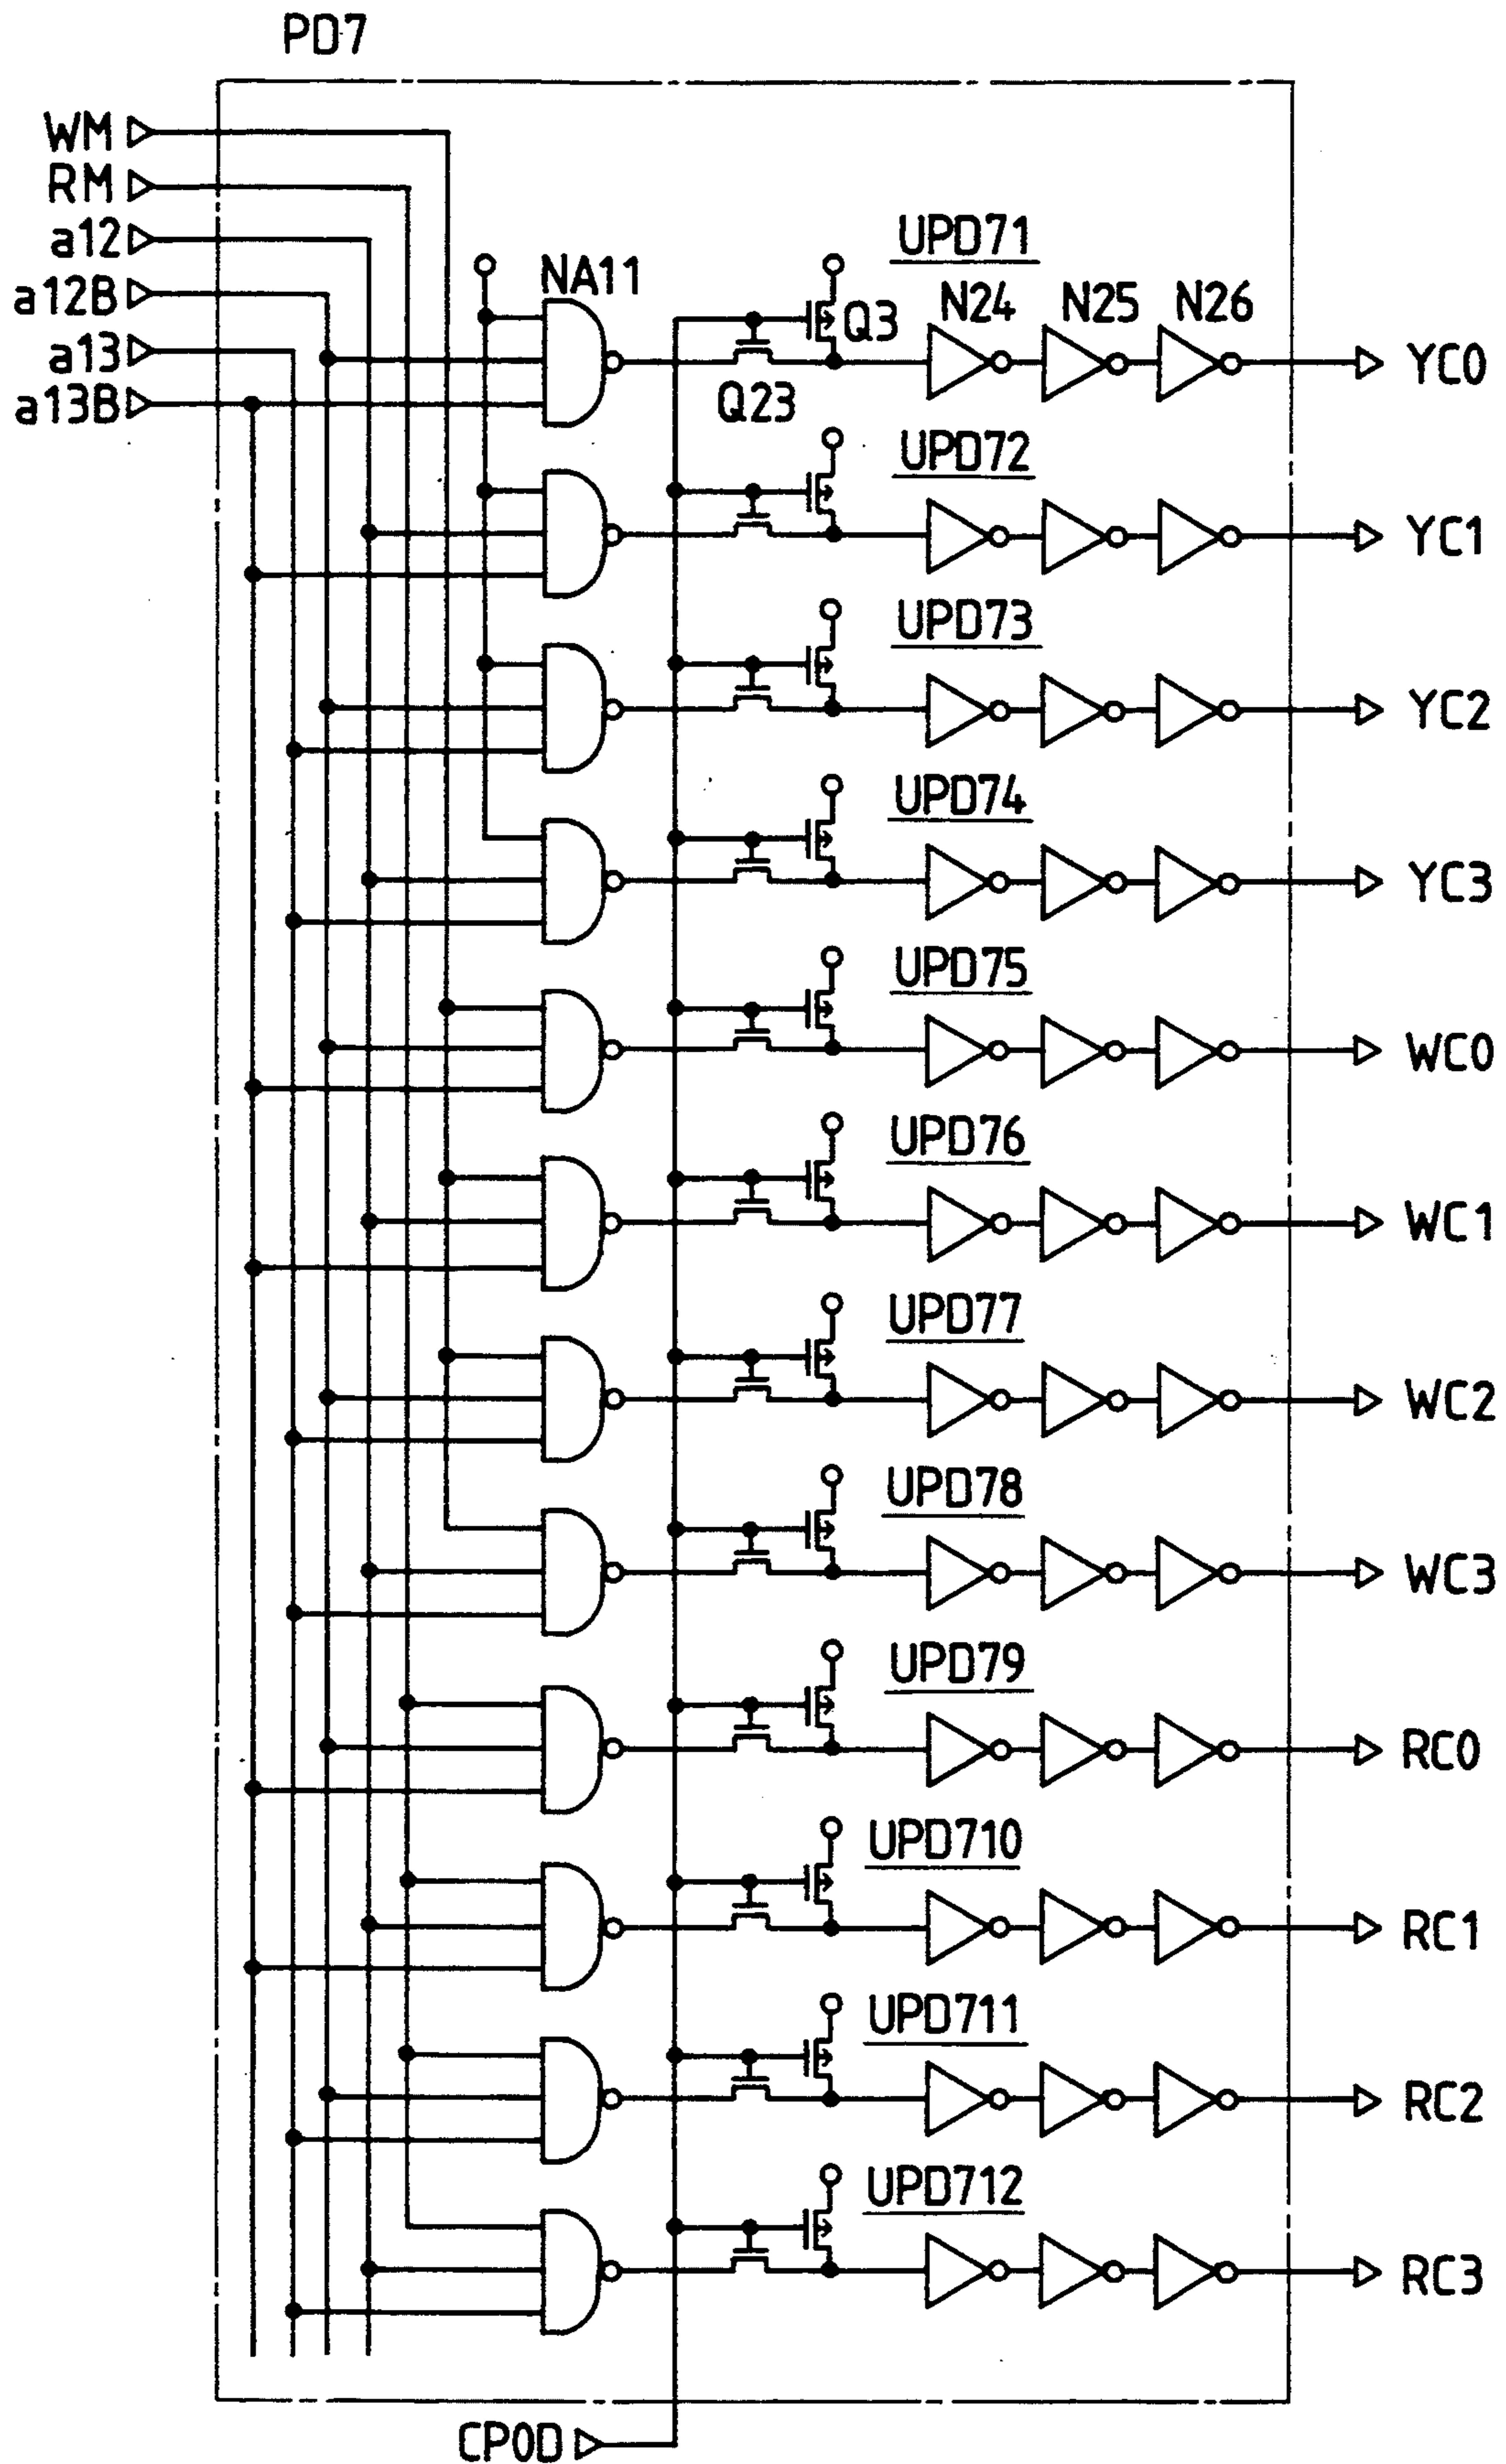 PD7
WM
RM
a12
a12B
a13
a13B
NA11
Q3
Q23
UPD71
N24
N25
N26
YC0
UPD72
YC1
UPD73
YC2
UPD74
YC3
UPD75
WC0
UPD76
WC1
UPD77
WC2
UPD78
WC3
UPD79
RC0
UPD710
RC1
UPD711
RC2
UPD712
RC3
CP0D